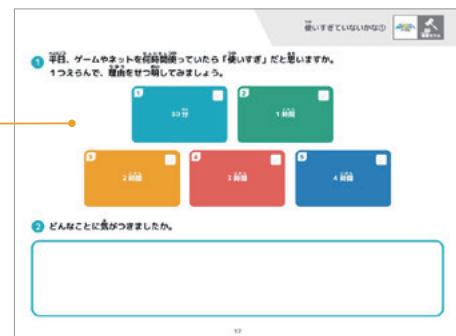 使いすぎていないかな①
1 平日、ゲームやネットを何時間使っていたら「使いすぎ」だと思いますか。
1つえらんで、理由をせつ明してみましょう。
1 30分
2 1時間
3 2時間
4 3時間
5 4時間
2 どんなことに気がつきましたか。